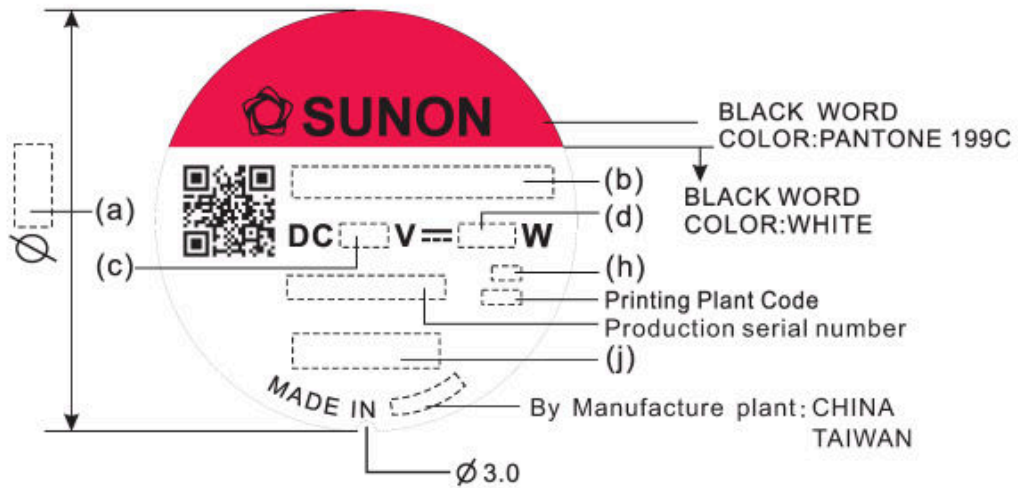 SUNON
BLACK WORD
COLOR:PANTONE 199C
(a)
(b)
BLACK WORD
COLOR:WHITE
(c)
DC V W
(d)
(h)
Printing Plant Code
Production serial number
(j)
MADE IN
By Manufacture plant: CHINA
TAIWAN
Ø
Ø 3.0